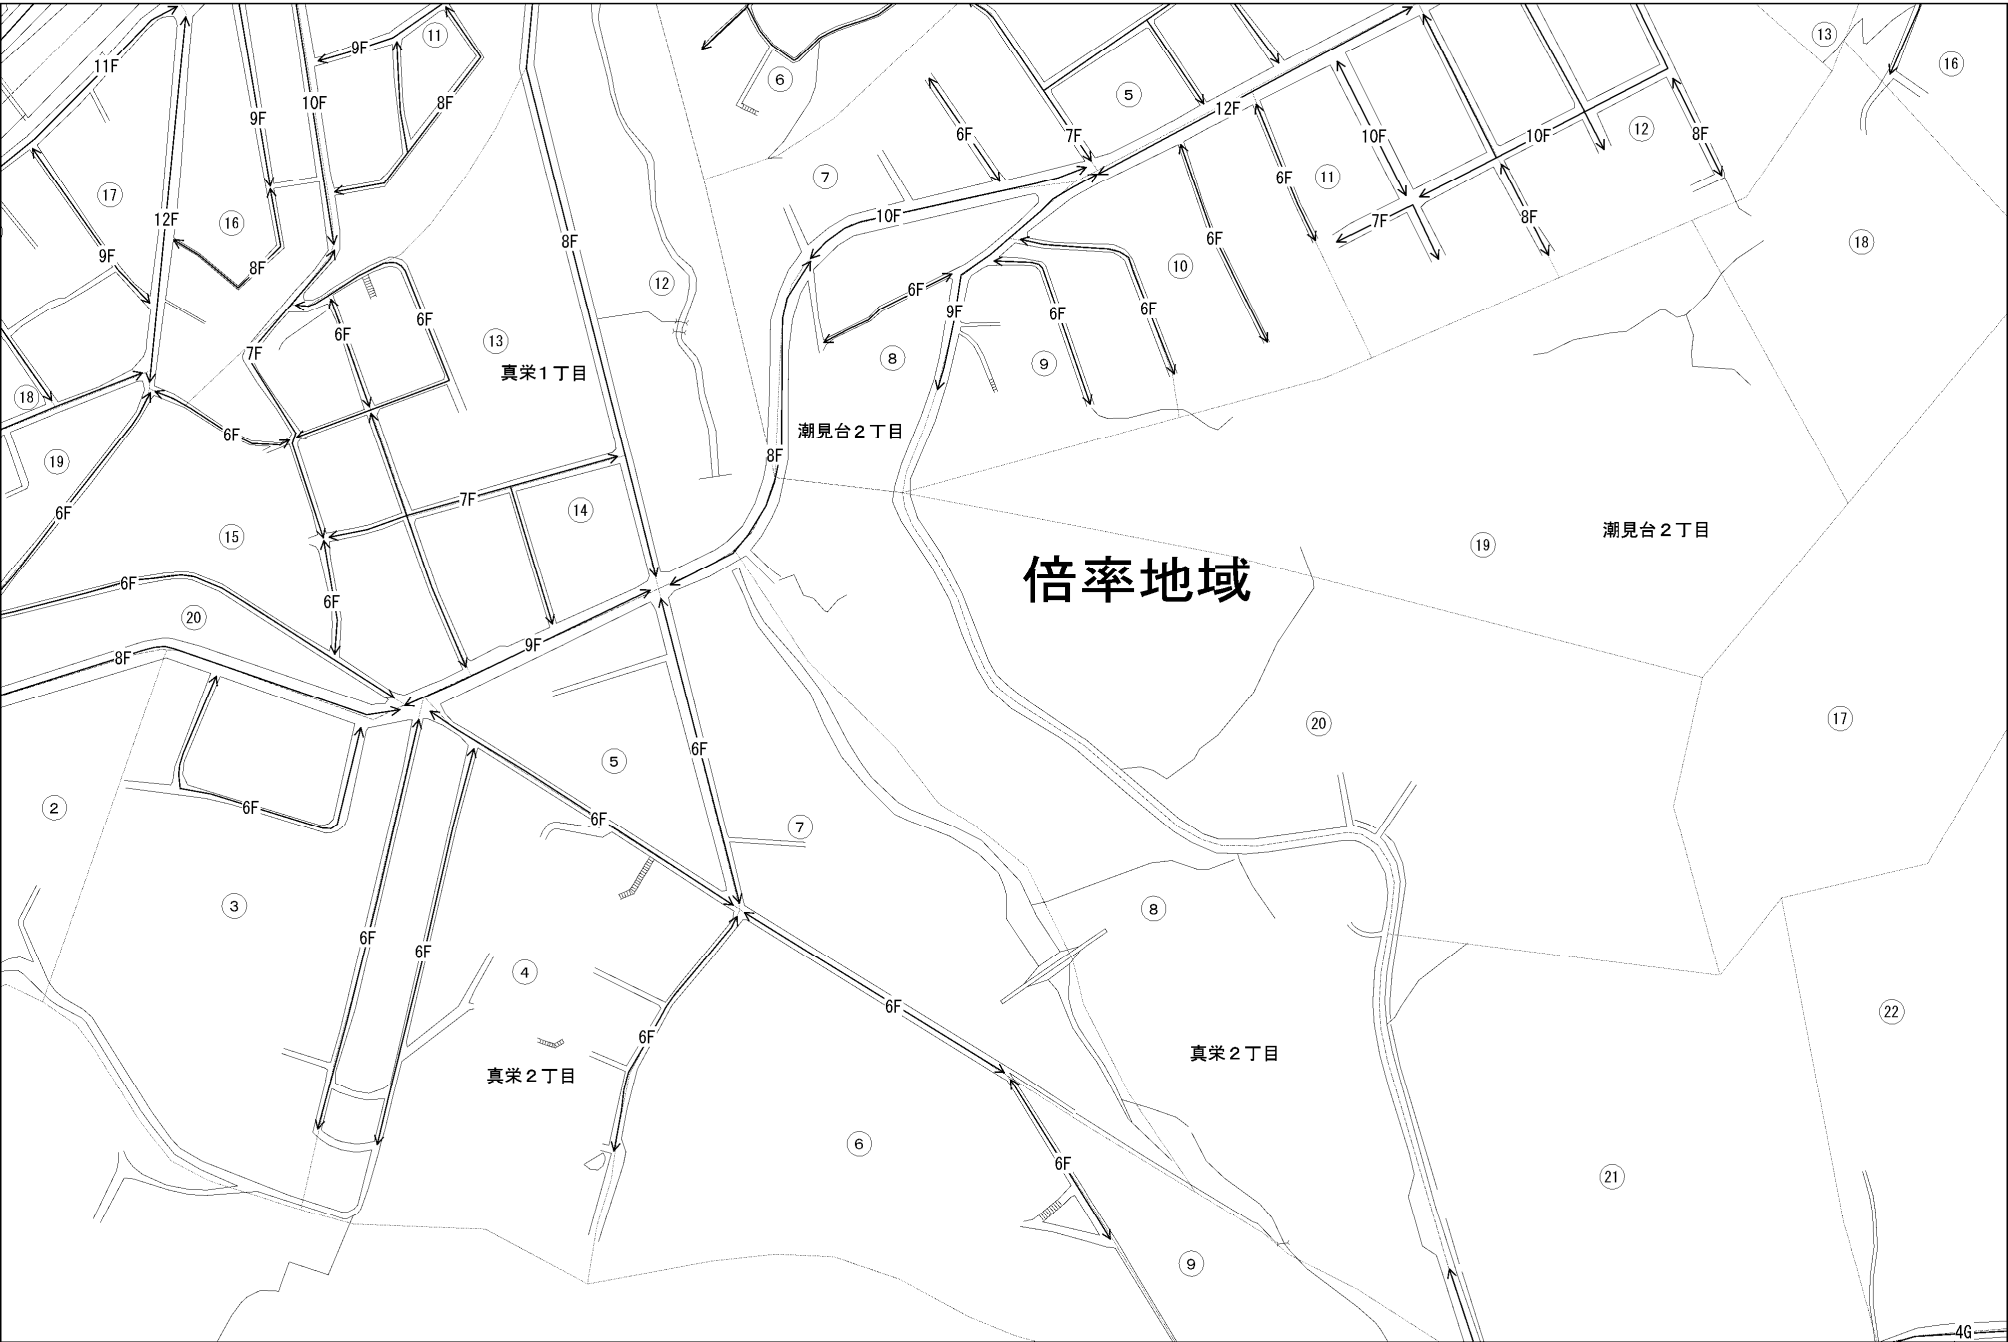 11F
9F
10F
9F
⑪
8F
⑥
⑤
12F
7F
6F
10F
10F
⑫
8F
⑬
⑯
⑰
12F
9F
⑯
8F
8F
⑦
10F
6F
⑪
7F
8F
⑱
⑫
6F
⑩
6F
6F
6F
9F
6F
6F
7F
⑬
真栄1丁目
⑧
⑨
⑱
6F
⑲
6F
潮見台2丁目
8F
7F
⑭
⑮
⑲
潮見台2丁目
倍率地域
6F
6F
⑳
9F
8F
⑳
⑰
6F
⑤
②
6F
6F
⑦
③
6F
6F
④
⑧
6F
6F
㉒
真栄2丁目
真栄2丁目
⑥
6F
㉑
⑨
4G